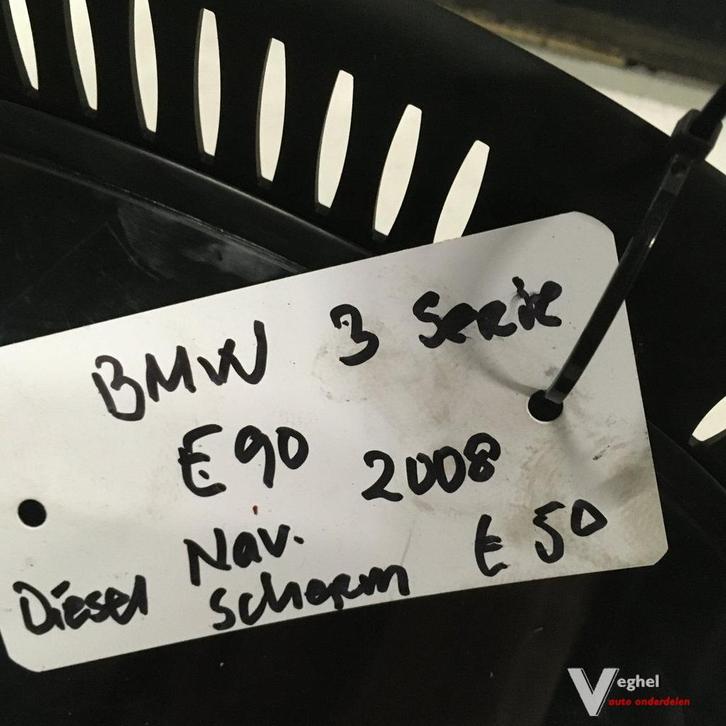 BMW 3 Serie
E90 2008
Nav. € 50
Diesel Scherm
Veghel
auto onderdelen